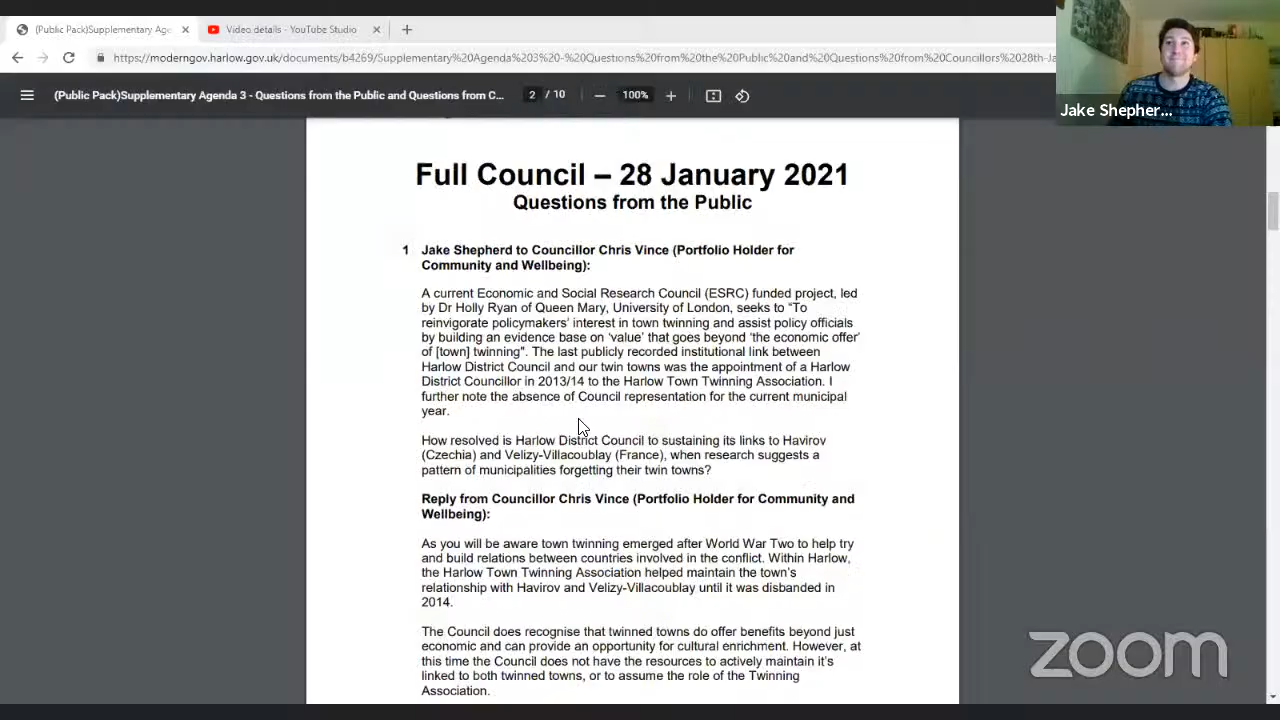 (Public Pack)Supplementary Age
Video details - YouTube Studio
https://moderngov.harlow.gov.uk/documents/b4269/Supplementary%20Agenda%203%20-%20Questions%20from%20the%20Public%20and%20Questions%20from%20Councillors%2028th-Ja
(Public Pack)Supplementary Agenda 3 - Questions from the Public and Questions from C...
2 / 10
100%
Jake Shepher...
Full Council – 28 January 2021
Questions from the Public
1 Jake Shepherd to Councillor Chris Vince (Portfolio Holder for
Community and Wellbeing):
A current Economic and Social Research Council (ESRC) funded project, led
by Dr Holly Ryan of Queen Mary, University of London, seeks to “To
reinvigorate policymakers’ interest in town twinning and assist policy officials
by building an evidence base on ‘value’ that goes beyond ‘the economic offer’
of [town] twinning”. The last publicly recorded institutional link between
Harlow District Council and our twin towns was the appointment of a Harlow
District Councillor in 2013/14 to the Harlow Town Twinning Association. I
further note the absence of Council representation for the current municipal
year.
How resolved is Harlow District Council to sustaining its links to Havirov
(Czechia) and Velizy-Villacoublay (France), when research suggests a
pattern of municipalities forgetting their twin towns?
Reply from Councillor Chris Vince (Portfolio Holder for Community and
Wellbeing):
As you will be aware town twinning emerged after World War Two to help try
and build relations between countries involved in the conflict. Within Harlow,
the Harlow Town Twinning Association helped maintain the town’s
relationship with Havirov and Velizy-Villacoublay until it was disbanded in
2014.
The Council does recognise that twinned towns do offer benefits beyond just
economic and can provide an opportunity for cultural enrichment. However, at
this time the Council does not have the resources to actively maintain it’s
linked to both twinned towns, or to assume the role of the Twinning
Association.
zoom